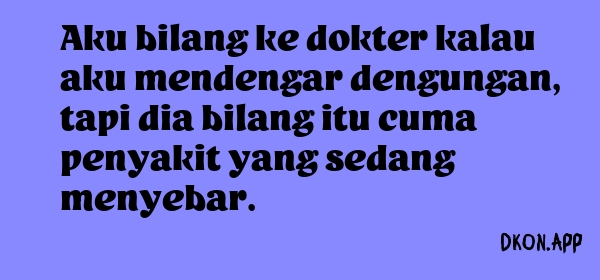 Aku bilang ke dokter kalau
aku mendengar dengungan,
tapi dia bilang itu cuma
penyakit yang sedang
menyebar.
DKON.APP